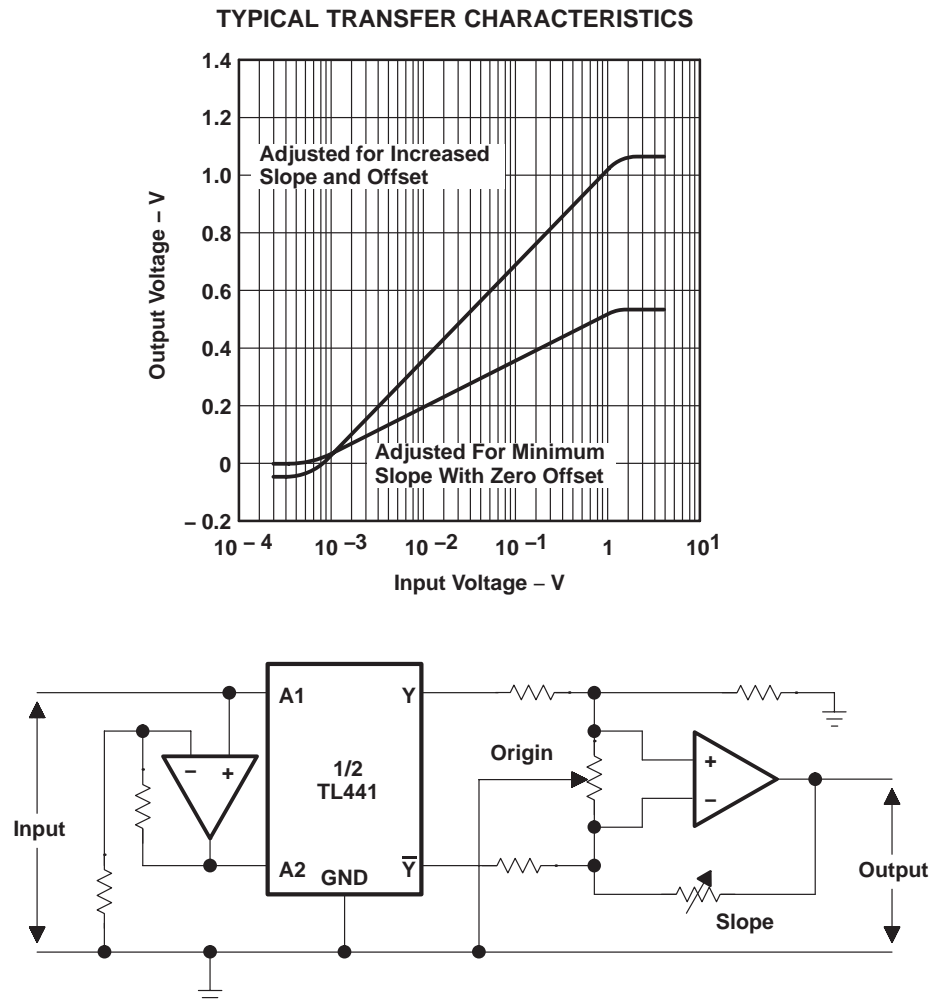 TYPICAL TRANSFER CHARACTERISTICS
1.4
1.2
1.0
0.8
0.6
0.4
0.2
0
– 0.2
Output Voltage – V
Adjusted for Increased
Slope and Offset
Adjusted For Minimum
Slope With Zero Offset
10 – 4 10 – 3 10 – 2 10 – 1 1 10 1
Input Voltage – V
A1 Y
Origin
– +
1/2
TL441
+
–
Input
A2 GND Y̅
Output
Slope